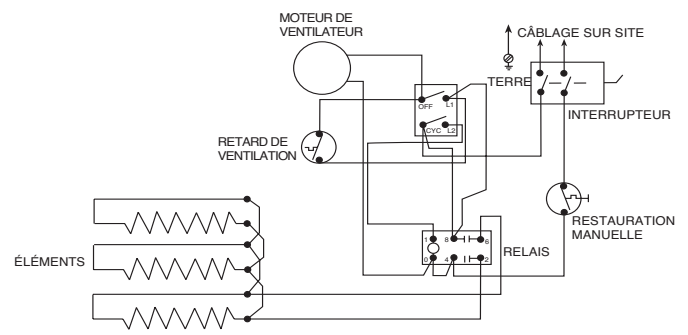 MOTEUR DE
VENTILATEUR
CÂBLAGE SUR SITE
TERRE
INTERRUPTEUR
OFF
L1
CYC
L2
RETARD DE
VENTILATION
RESTAURATION
MANUELLE
1
8
6
RELAIS
0
4
2
ÉLÉMENTS